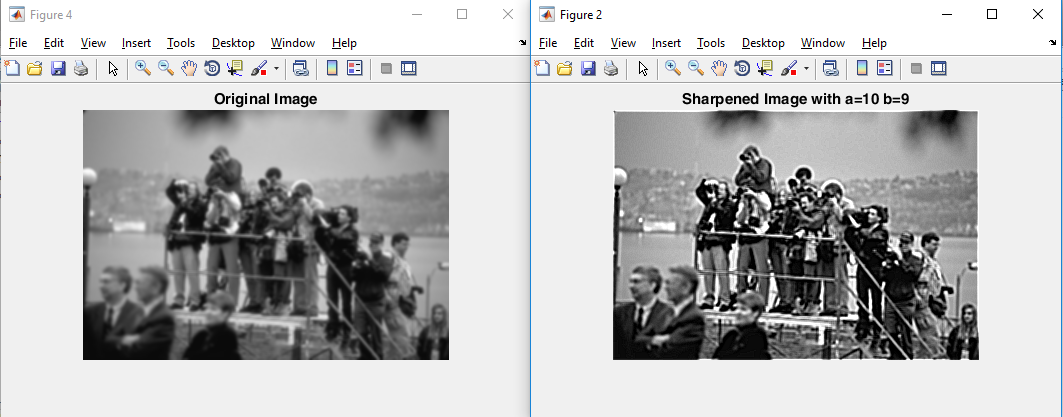 Figure 4
File Edit View Insert Tools Desktop Window Help
Original Image
Figure 2
File Edit View Insert Tools Desktop Window Help
Sharpened Image with a=10 b=9